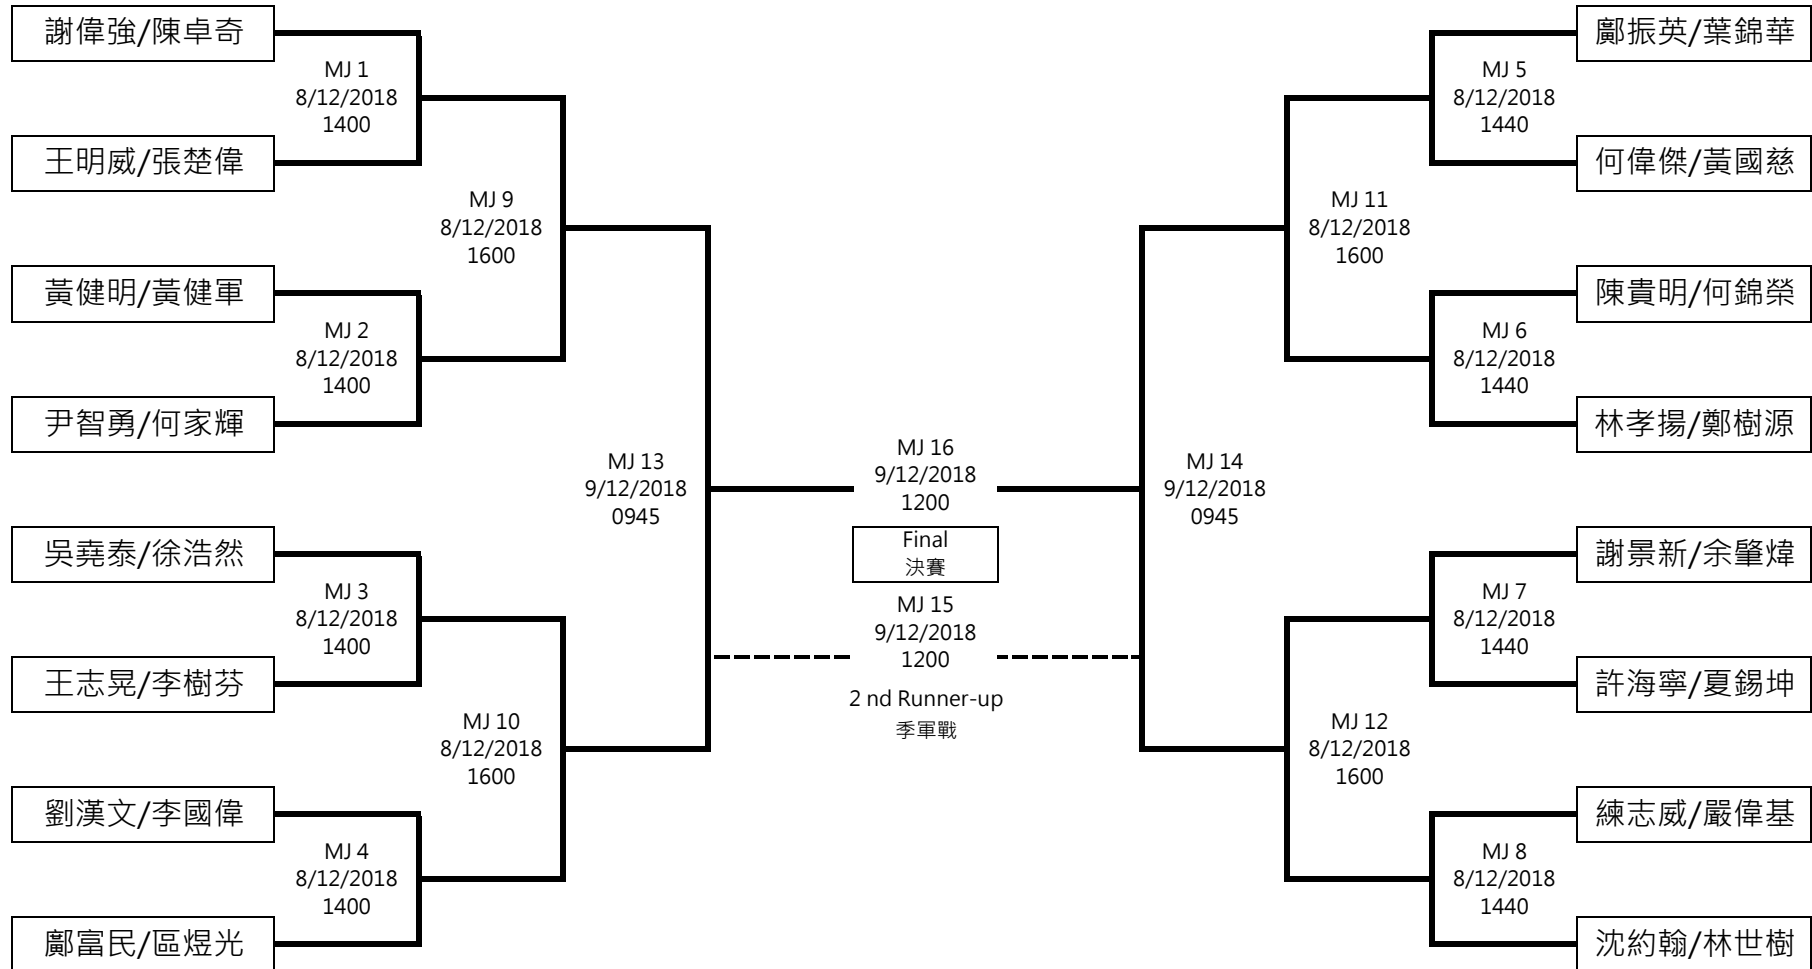 謝偉強/陳卓奇
MJ 1
8/12/2018
1400
王明威/張楚偉
MJ 9
8/12/2018
1600
黃健明/黃健軍
MJ 2
8/12/2018
1400
尹智勇/何家輝
MJ 13
9/12/2018
0945
吳堯泰/徐浩然
MJ 3
8/12/2018
1400
王志晃/李樹芬
MJ 10
8/12/2018
1600
劉漢文/李國偉
MJ 4
8/12/2018
1400
鄺富民/區煜光
MJ 16
9/12/2018
1200
Final
決賽
MJ 15
9/12/2018
1200
2 nd Runner-up
季軍戰
鄺振英/葉錦華
MJ 5
8/12/2018
1440
何偉傑/黃國慈
MJ 11
8/12/2018
1600
陳貴明/何錦榮
MJ 6
8/12/2018
1440
林孝揚/鄭樹源
MJ 14
9/12/2018
0945
謝景新/余肇煒
MJ 7
8/12/2018
1440
許海寧/夏錫坤
MJ 12
8/12/2018
1600
練志威/嚴偉基
MJ 8
8/12/2018
1440
沈約翰/林世樹